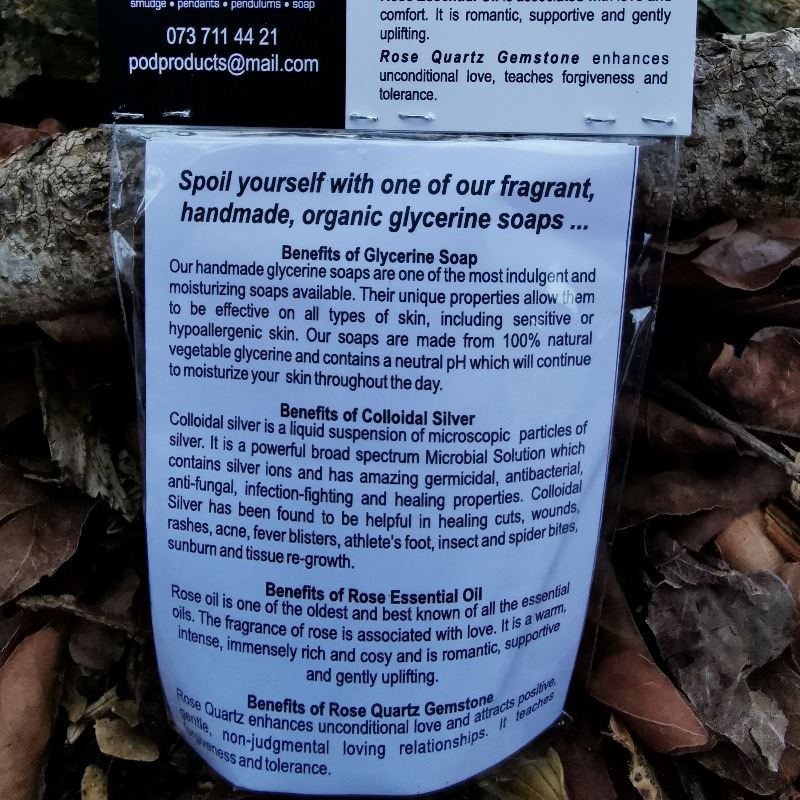 smudge • pendants • pendulums • soap
073 711 44 21
podproducts@mail.com
comfort. It is romantic, supportive and gently
uplifting.
Rose Quartz Gemstone enhances
unconditional love, teaches forgiveness and
tolerance.
Spoil yourself with one of our fragrant,
handmade, organic glycerine soaps ...
Benefits of Glycerine Soap
Our handmade glycerine soaps are one of the most indulgent and
moisturizing soaps available. Their unique properties allow them
to be effective on all types of skin, including sensitive or
hypoallergenic skin. Our soaps are made from 100% natural
vegetable glycerine and contains a neutral pH which will continue
to moisturize your skin throughout the day.
Benefits of Colloidal Silver
Colloidal silver is a liquid suspension of microscopic particles of
silver. It is a powerful broad spectrum Microbial Solution which
contains silver ions and has amazing germicidal, antibacterial,
anti-fungal, infection-fighting and healing properties. Colloidal
Silver has been found to be helpful in healing cuts, wounds,
rashes, acne, fever blisters, athlete's foot, insect and spider bites,
sunburn and tissue re-growth.
Benefits of Rose Essential Oil
Rose oil is one of the oldest and best known of all the essential
oils. The fragrance of rose is associated with love. It is a warm,
intense, immensely rich and cosy and is romantic, supportive
and gently uplifting.
Benefits of Rose Quartz Gemstone
Rose Quartz enhances unconditional love and attracts positive,
gentle, non-judgmental loving relationships. It teaches
forgiveness and tolerance.